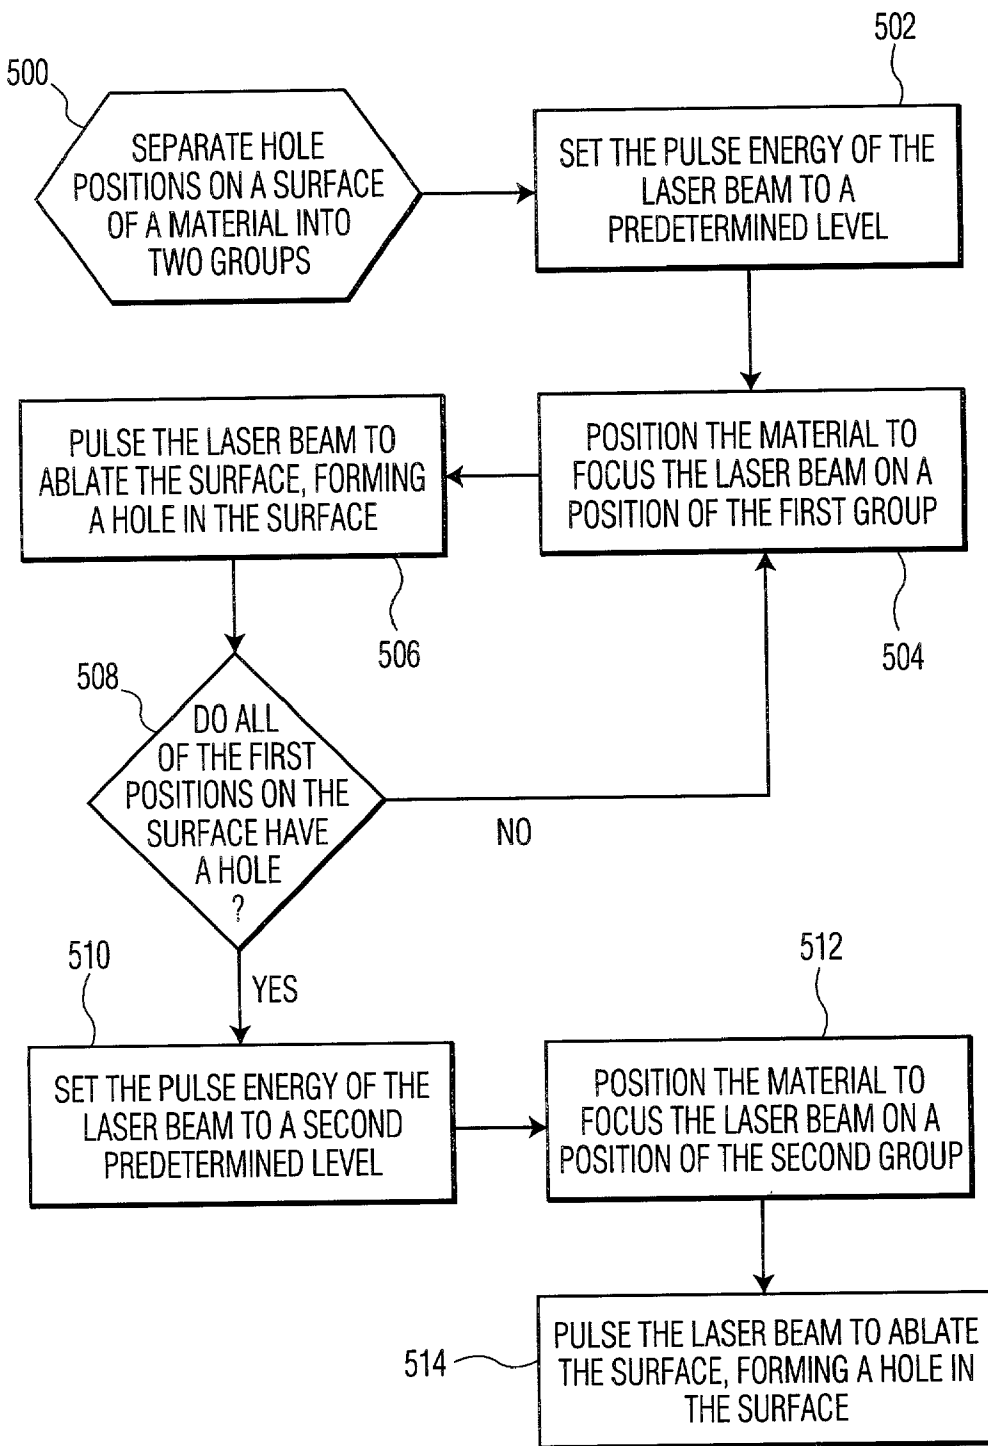 500
SEPARATE HOLE
POSITIONS ON A SURFACE
OF A MATERIAL INTO
TWO GROUPS
502
SET THE PULSE ENERGY OF THE
LASER BEAM TO A
PREDETERMINED LEVEL
POSITION THE MATERIAL TO
FOCUS THE LASER BEAM ON A
POSITION OF THE FIRST GROUP
504
PULSE THE LASER BEAM TO
ABLATE THE SURFACE, FORMING
A HOLE IN THE SURFACE
506
508
DO ALL
OF THE FIRST
POSITIONS ON THE
SURFACE HAVE
A HOLE
?
NO
YES
510
SET THE PULSE ENERGY OF THE
LASER BEAM TO A SECOND
PREDETERMINED LEVEL
512
POSITION THE MATERIAL TO
FOCUS THE LASER BEAM ON A
POSITION OF THE SECOND GROUP
514
PULSE THE LASER BEAM TO ABLATE
THE SURFACE, FORMING A HOLE IN
THE SURFACE